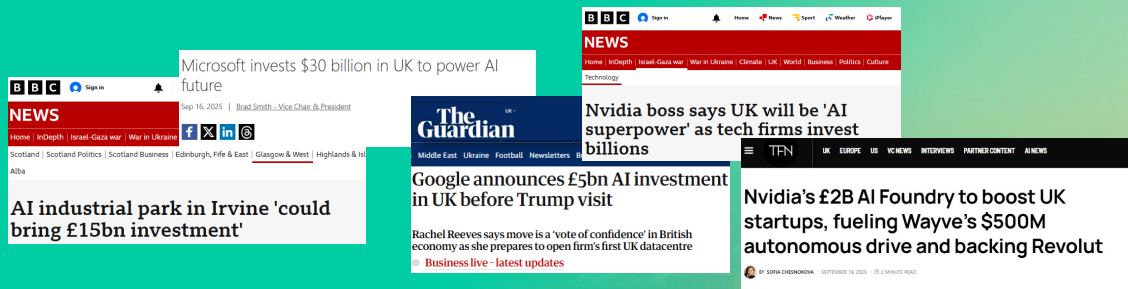 BBC Sign in
NEWS
Home | InDepth | Israel-Gaza war | War in Ukraine
Scotland | Scotland Politics | Scotland Business | Edinburgh, Fife & East | Glasgow & West | Highlands & Isl
Alba
AI industrial park in Irvine 'could
bring £15bn investment'
Microsoft invests $30 billion in UK to power AI
future
Sep 16, 2025 | Brad Smith - Vice Chair & President
The
Guardian
UK
Middle East Ukraine Football Newsletters B
Google announces £5bn AI investment
in UK before Trump visit
Rachel Reeves says move is a 'vote of confidence' in British
economy as she prepares to open firm's first UK datacentre
Business live – latest updates
BBC Sign in Home News Sport Weather iPlayer
NEWS
Home | InDepth | Israel-Gaza war | War in Ukraine | Climate | UK | World | Business | Politics | Culture
Technology
Nvidia boss says UK will be 'AI
superpower' as tech firms invest
billions
TFN UK EUROPE US VC NEWS INTERVIEWS PARTNER CONTENT AI NEWS
Nvidia's £2B AI Foundry to boost UK
startups, fueling Wayve's $500M
autonomous drive and backing Revolut
BY: SOFIA CHESNOKOVA · SEPTEMBER 19, 2025 · 2 MINUTE READ